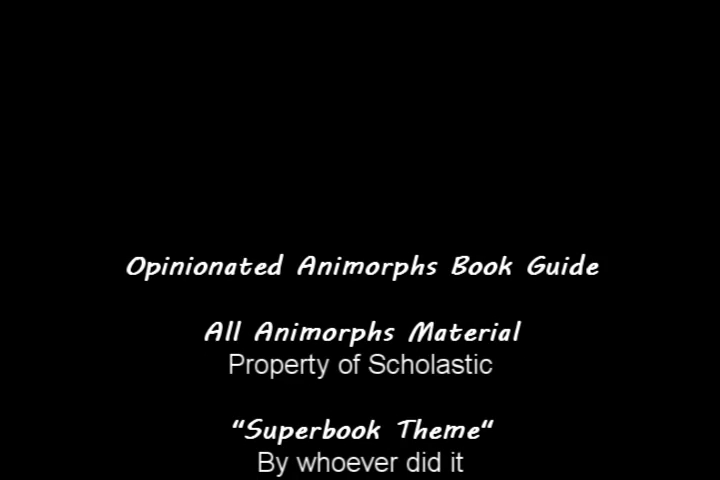 Opinionated Animorphs Book Guide
All Animorphs Material
Property of Scholastic
"Superbook Theme"
By whoever did it